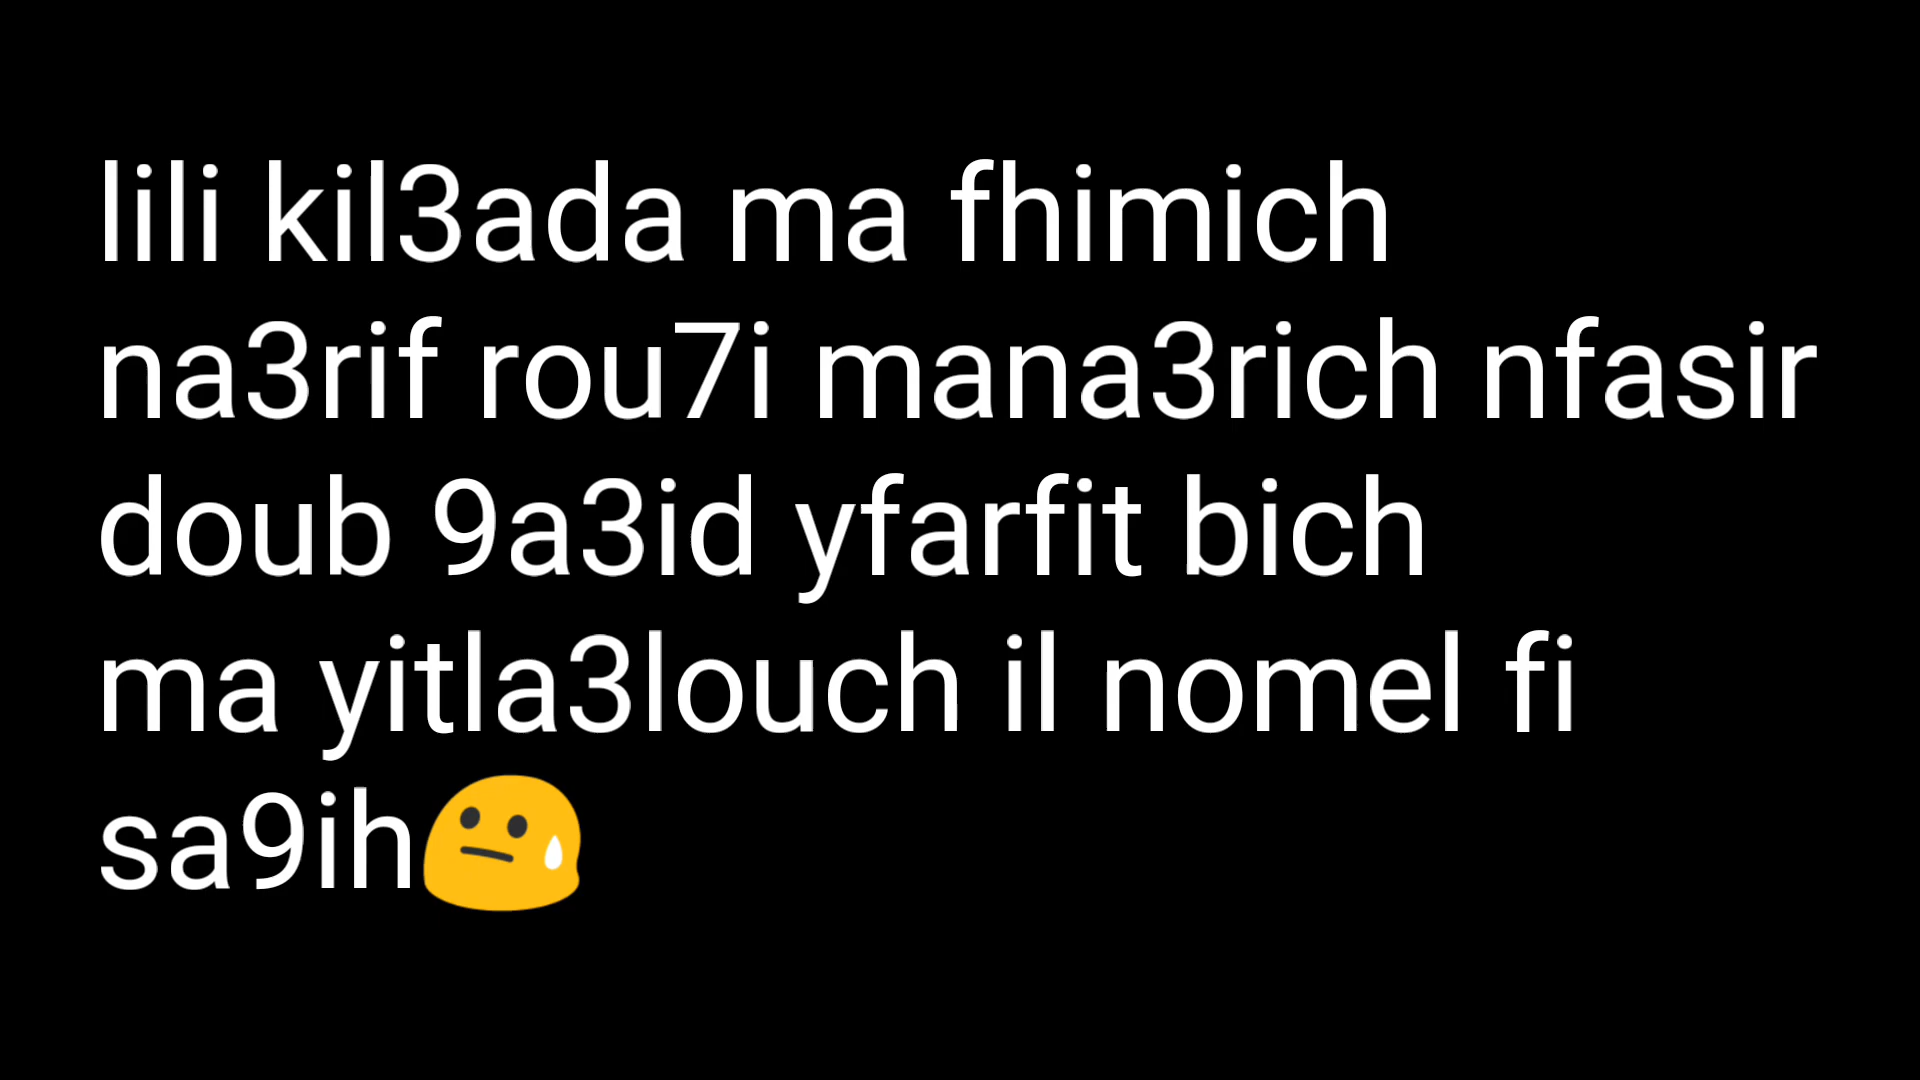 lili kil3ada ma fhimich
na3rif rou7i mana3rich nfasir
doub 9a3id yfarfit bich
ma yitla3louch il nomel fi
sa9ih😓